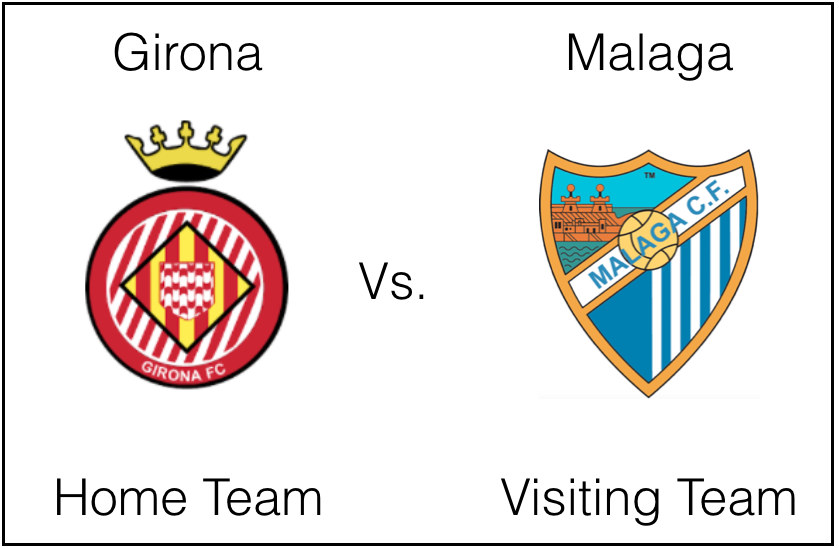 Girona
Malaga
GIRONA FC
Vs.
MALAGA C.F.
TM
Home Team
Visiting Team